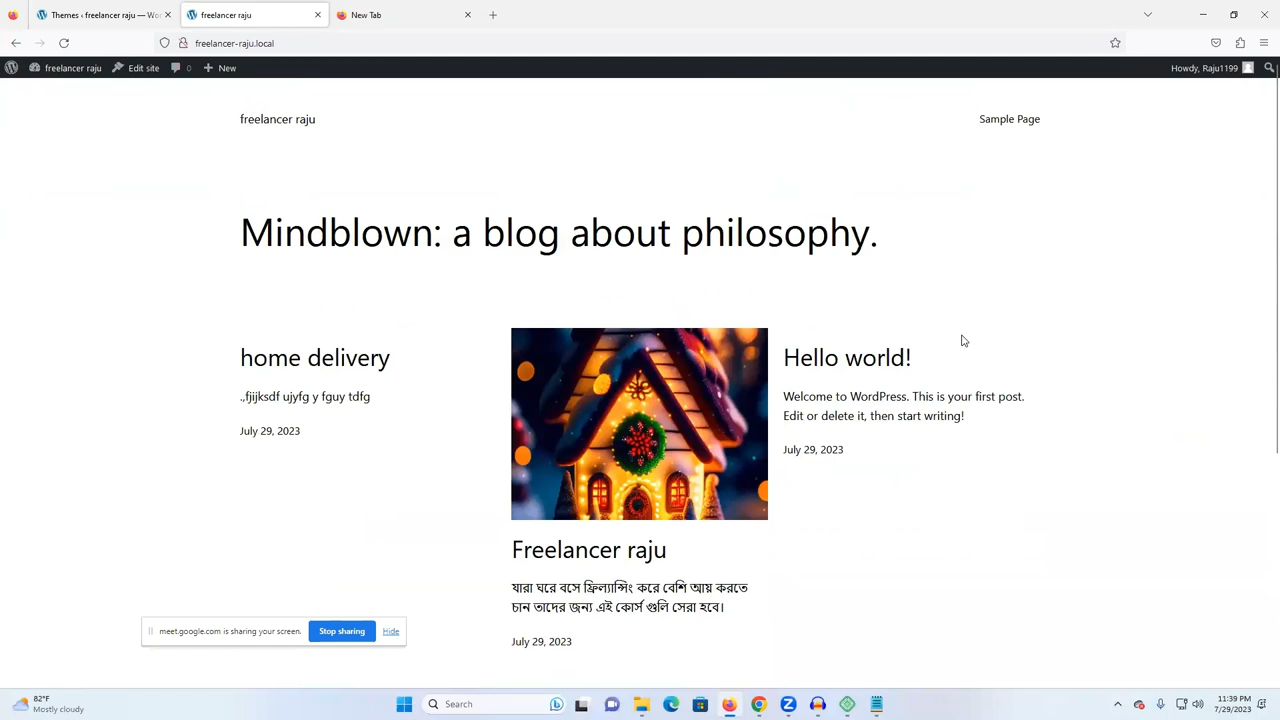 Themes ‹ freelancer raju — Wo
freelancer raju
New Tab
freelancer-raju.local
freelancer raju
Edit site
0
New
Howdy, Raju1199
freelancer raju
Sample Page
Mindblown: a blog about philosophy.
home delivery
.,fjijksdf ujyfg y fguy tdfg
July 29, 2023
Freelancer raju
যারা ঘরে বসে ফ্রিল্যান্সিং করে বেশি আয় করতে
চান তাদের জন্য এই কোর্স গুলি সেরা হবে।
July 29, 2023
Hello world!
Welcome to WordPress. This is your first post.
Edit or delete it, then start writing!
July 29, 2023
meet.google.com is sharing your screen.
Stop sharing
Hide
82°F
Mostly cloudy
Search
11:39 PM
7/29/2023